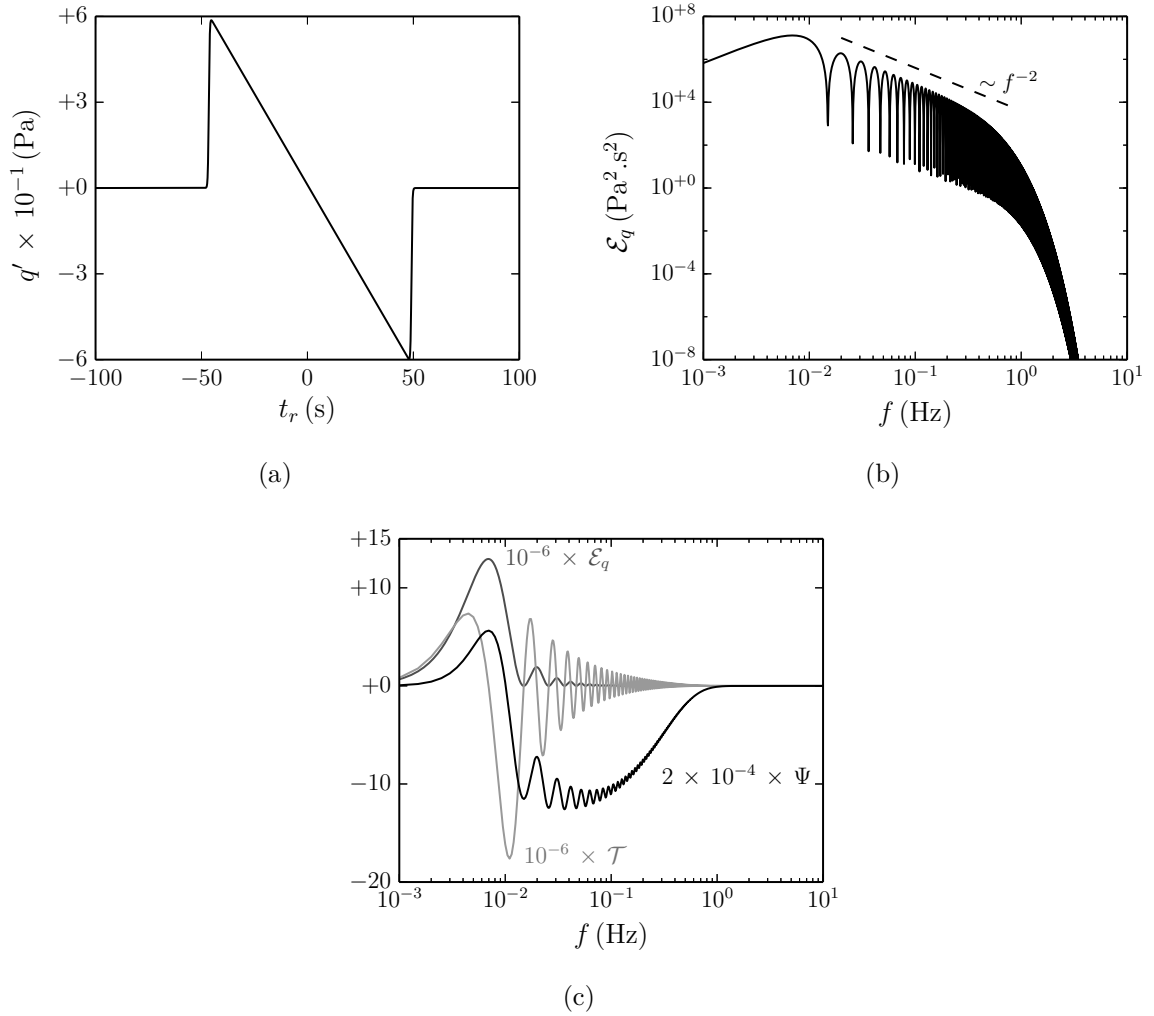 +6
+3
+0
−3
−6
q′ × 10⁻¹ (Pa)
−100 −50 0 50 100
t_r (s)
(a)
10⁺⁸
10⁺⁴
10⁺⁰
10⁻⁴
10⁻⁸
ℰ_q (Pa².s²)
∼ f⁻²
10⁻³ 10⁻² 10⁻¹ 10⁰ 10¹
f (Hz)
(b)
+15
+10
+0
−10
−20
10⁻⁶ × ℰ_q
2 × 10⁻⁴ × Ψ
10⁻⁶ × 𝒯
10⁻³ 10⁻² 10⁻¹ 10⁰ 10¹
f (Hz)
(c)